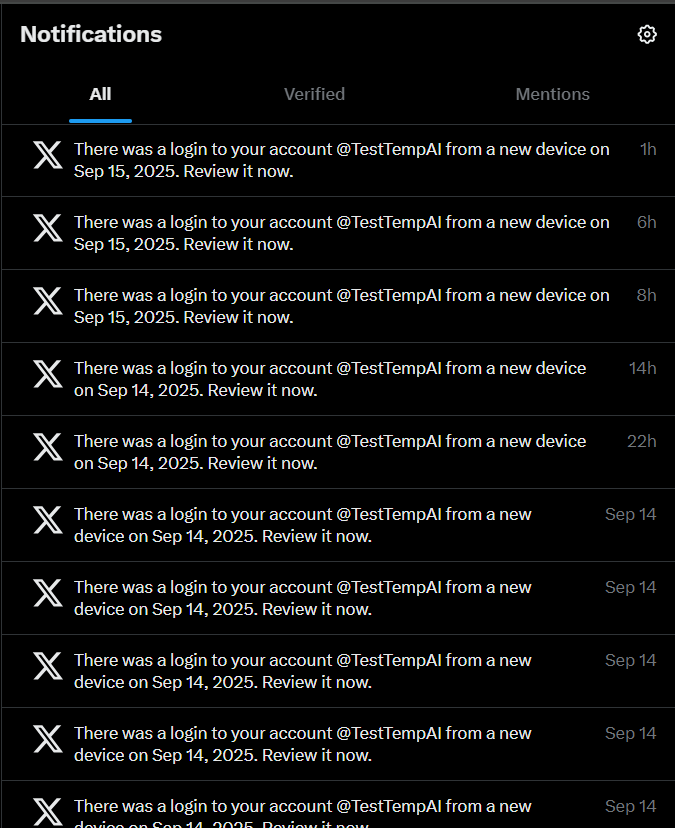 Notifications
All
Verified
Mentions
There was a login to your account @TestTempAI from a new device on
1h
Sep 15, 2025. Review it now.
There was a login to your account @TestTempAI from a new device on
6h
Sep 15, 2025. Review it now.
There was a login to your account @TestTempAI from a new device on
8h
Sep 15, 2025. Review it now.
There was a login to your account @TestTempAI from a new device
14h
on Sep 14, 2025. Review it now.
There was a login to your account @TestTempAI from a new device
22h
on Sep 14, 2025. Review it now.
There was a login to your account @TestTempAI from a new
Sep 14
device on Sep 14, 2025. Review it now.
There was a login to your account @TestTempAI from a new
Sep 14
device on Sep 14, 2025. Review it now.
There was a login to your account @TestTempAI from a new
Sep 14
device on Sep 14, 2025. Review it now.
There was a login to your account @TestTempAI from a new
Sep 14
device on Sep 14, 2025. Review it now.
There was a login to your account @TestTempAI from a new
Sep 14
device on Sep 14, 2025. Review it now.